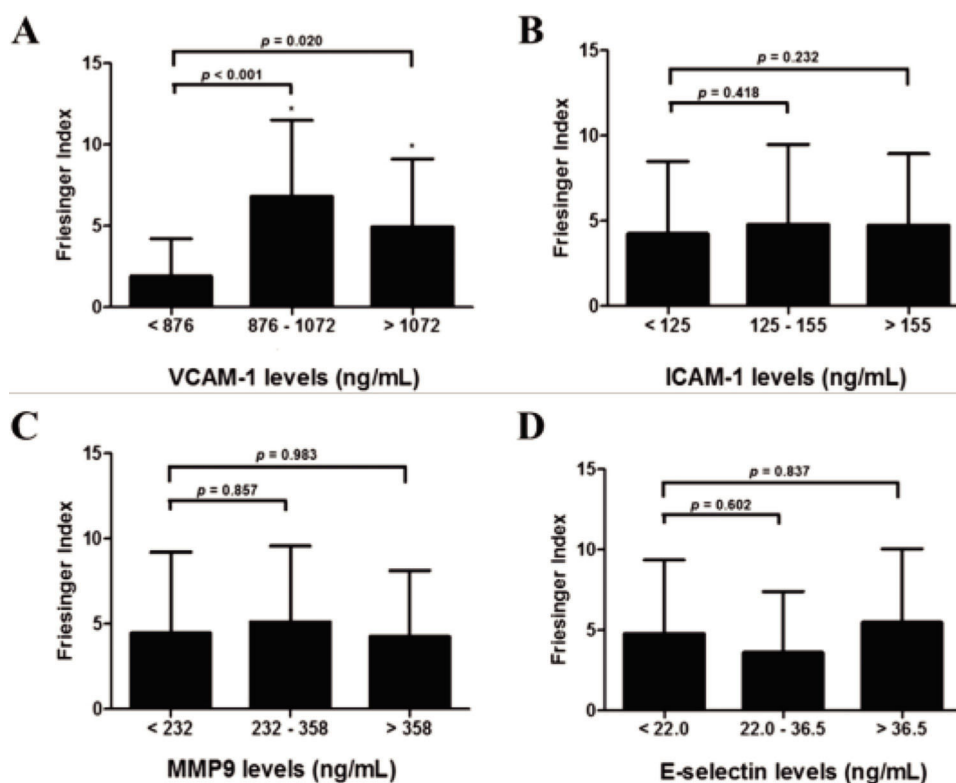 A
p = 0.020
p < 0.001
15
10
5
0
Friesinger Index
*
*
< 876 876 - 1072 > 1072
VCAM-1 levels (ng/mL)
B
p = 0.232
p = 0.418
15
10
5
0
Friesinger Index
< 125 125 - 155 > 155
ICAM-1 levels (ng/mL)
C
p = 0.983
p = 0.857
15
10
5
0
Friesinger Index
< 232 232 - 358 > 358
MMP9 levels (ng/mL)
D
p = 0.837
p = 0.602
15
10
5
0
Friesinger Index
< 22.0 22.0 - 36.5 > 36.5
E-selectin levels (ng/mL)